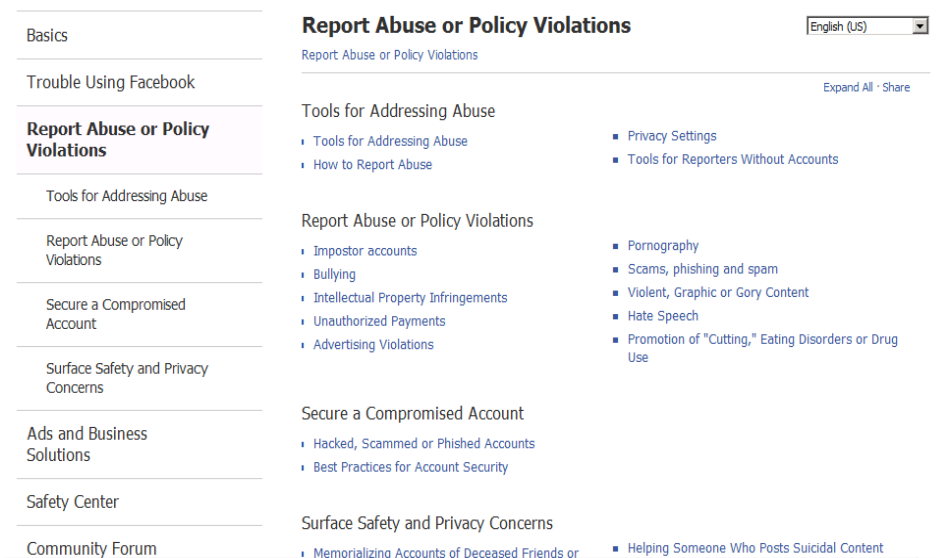 Basics
Trouble Using Facebook
Report Abuse or Policy
Violations
Tools for Addressing Abuse
Report Abuse or Policy
Violations
Secure a Compromised
Account
Surface Safety and Privacy
Concerns
Ads and Business
Solutions
Safety Center
Community Forum
Report Abuse or Policy Violations
English (US)
Report Abuse or Policy Violations
Expand All · Share
Tools for Addressing Abuse
Tools for Addressing Abuse
How to Report Abuse
Privacy Settings
Tools for Reporters Without Accounts
Report Abuse or Policy Violations
Impostor accounts
Bullying
Intellectual Property Infringements
Unauthorized Payments
Advertising Violations
Pornography
Scams, phishing and spam
Violent, Graphic or Gory Content
Hate Speech
Promotion of "Cutting," Eating Disorders or Drug
Use
Secure a Compromised Account
Hacked, Scammed or Phished Accounts
Best Practices for Account Security
Surface Safety and Privacy Concerns
Memorializing Accounts of Deceased Friends or
Helping Someone Who Posts Suicidal Content